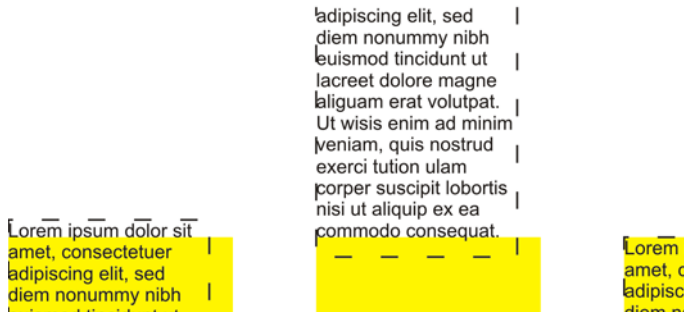 adipiscing elit, sed
diem nonummy nibh
euismod tincidunt ut
lacreet dolore magne
aliguam erat volutpat.
Ut wisis enim ad minim
veniam, quis nostrud
exerci tution ulam
corper suscipit lobortis
nisi ut aliquip ex ea
commodo consequat.
Lorem ipsum dolor sit
amet, consectetuer
adipiscing elit, sed
diem nonummy nibh
Lorem
amet,